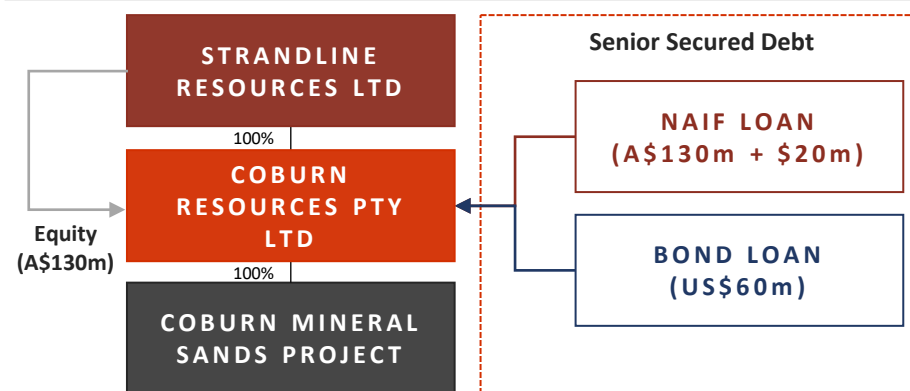 STRANDLINE
RESOURCES LTD
100%
COBURN
RESOURCES PTY
LTD
Equity
(A$130m)
100%
COBURN MINERAL
SANDS PROJECT
Senior Secured Debt
NAIF LOAN
(A$130m + $20m)
BOND LOAN
(US$60m)